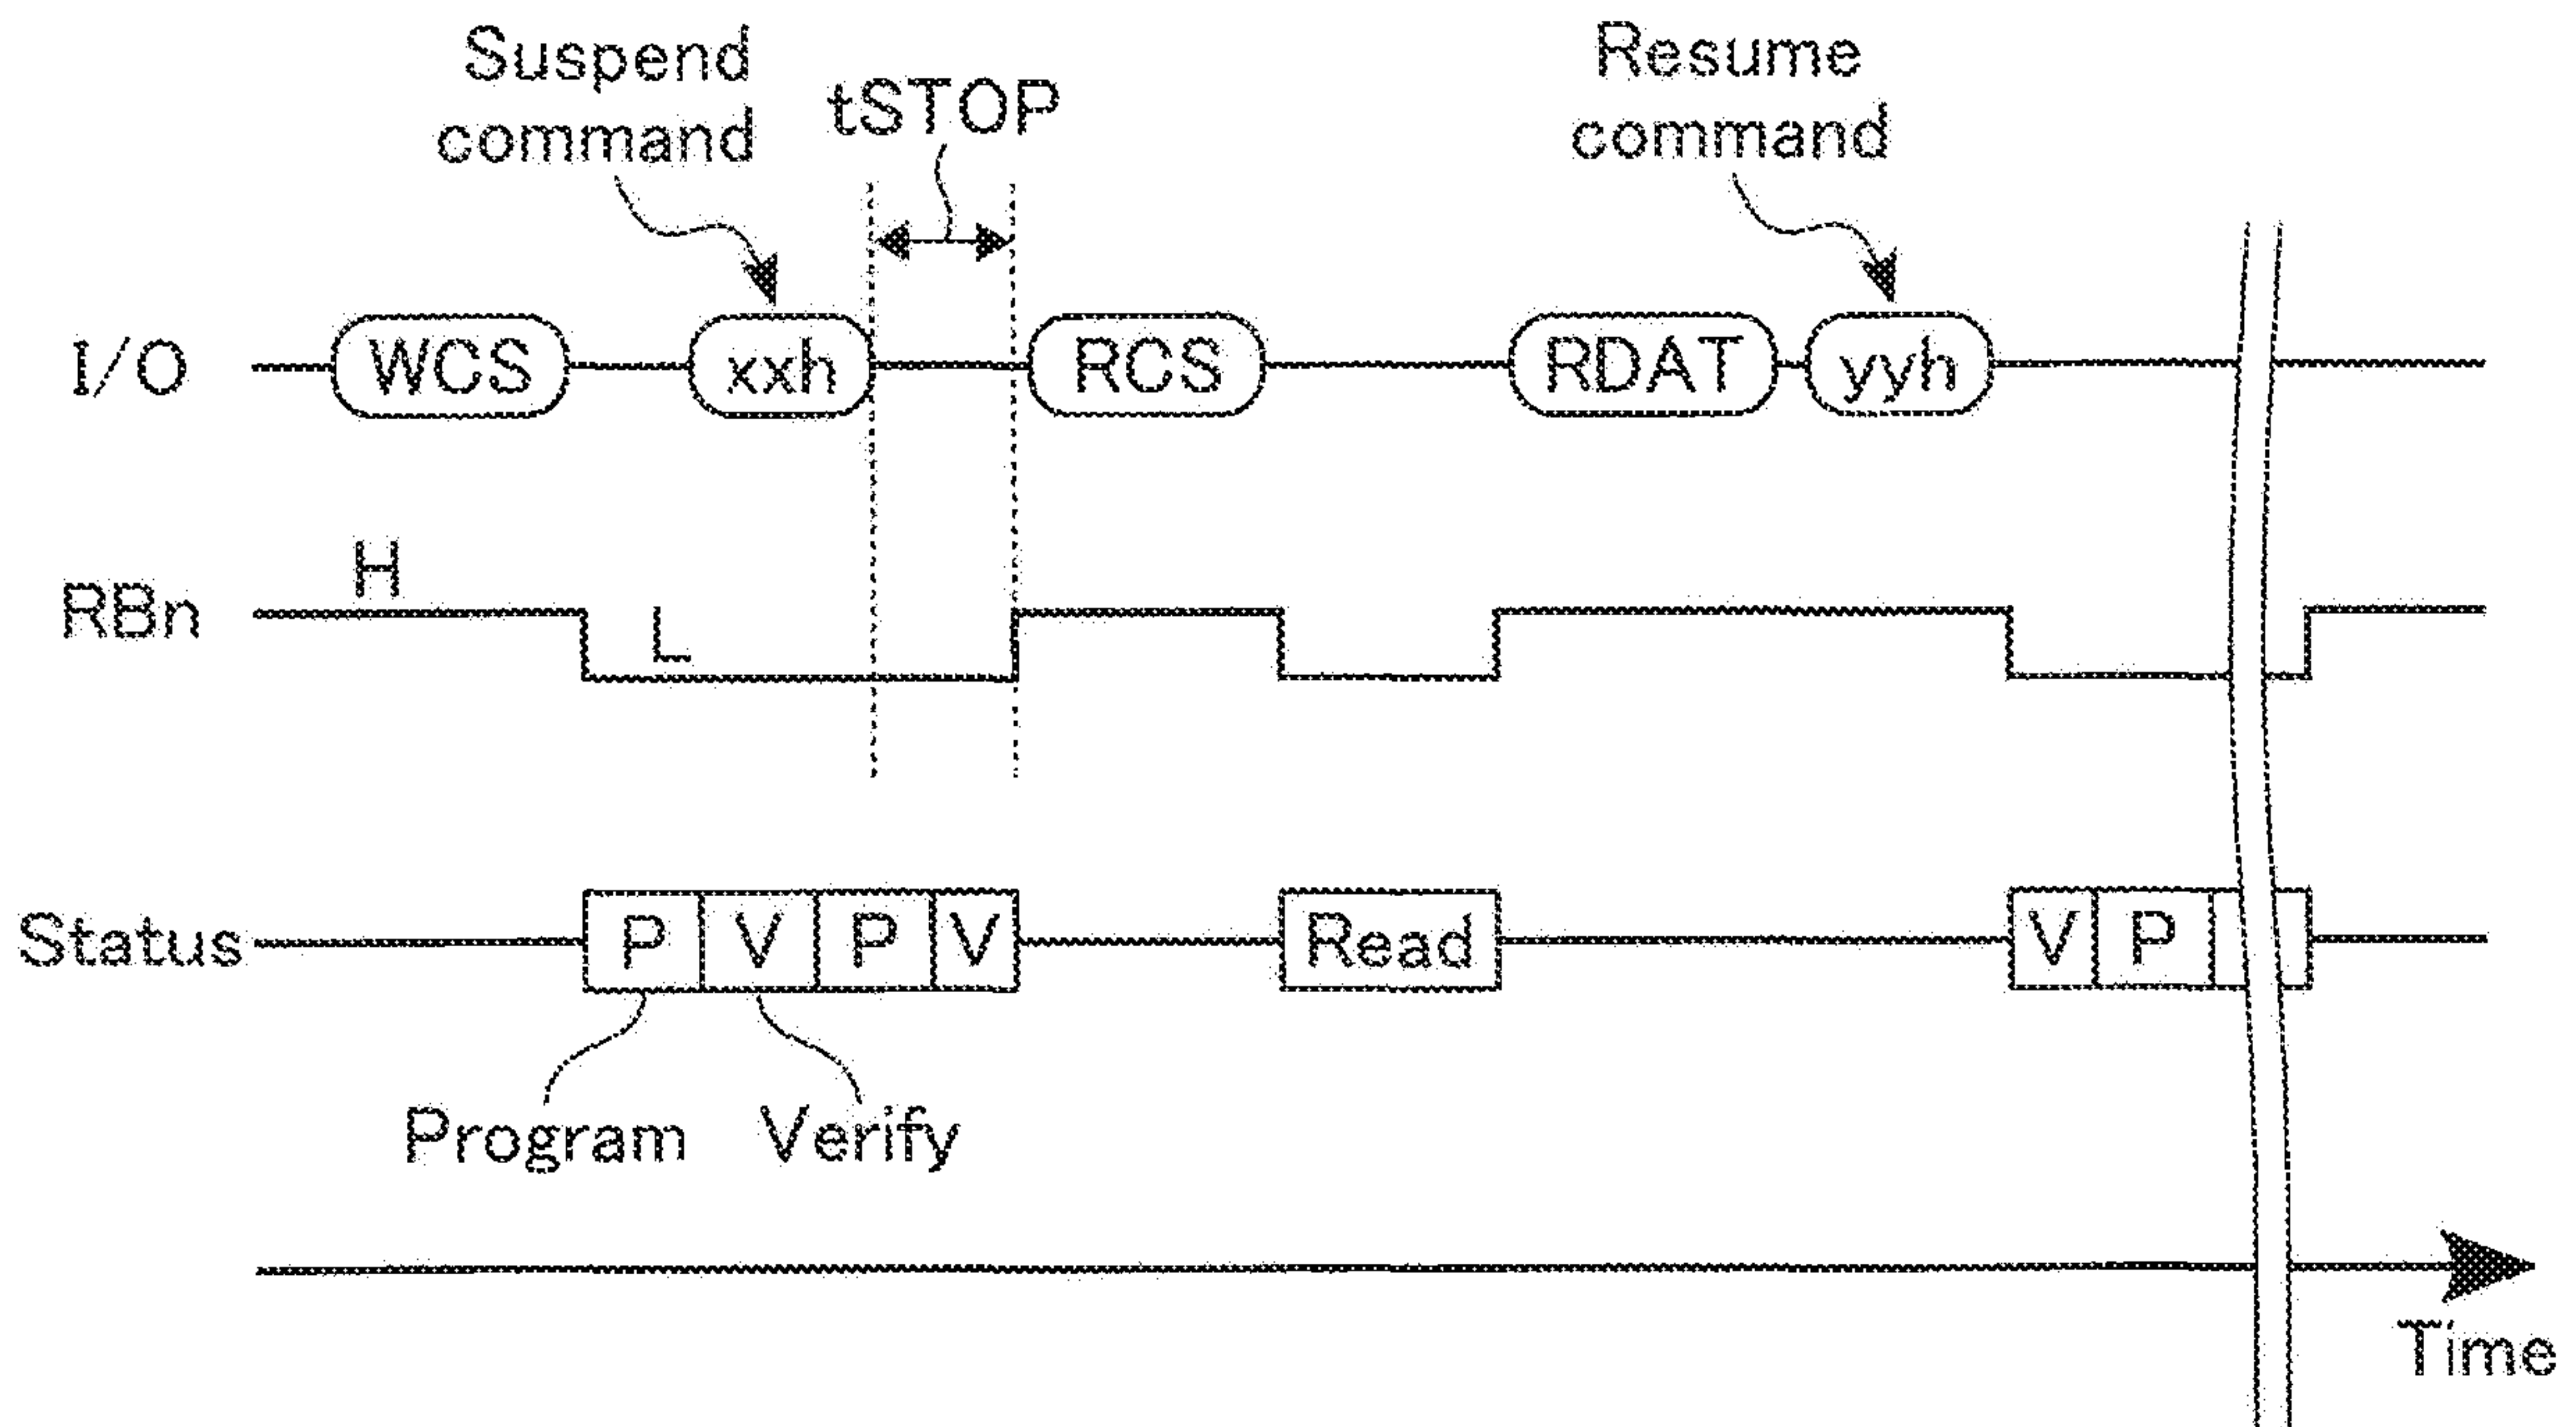 Suspend
command
tSTOP
Resume
command
I/O
WCS
xxh
RCS
RDAT
yyh
RBn
H
L
Status
P
V
P
V
Read
V
P
Program
Verify
Time